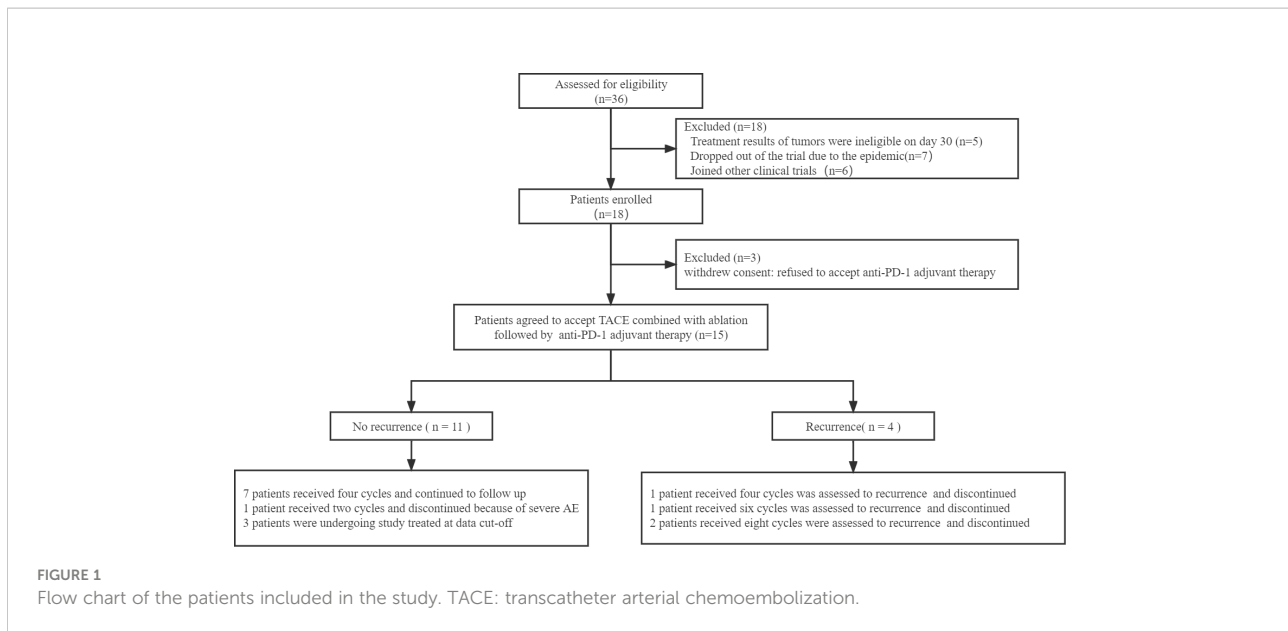 Assessed for eligibility
(n=36)
Excluded (n=18)
Treatment results of tumors were ineligible on day 30 (n=5)
Dropped out of the trial due to the epidemic(n=7)
Joined other clinical trials (n=6)
Patients enrolled
(n=18)
Excluded (n=3)
withdrew consent: refused to accept anti-PD-1 adjuvant therapy
Patients agreed to accept TACE combined with ablation
followed by anti-PD-1 adjuvant therapy (n=15)
No recurrence ( n = 11 )
Recurrence( n = 4 )
7 patients received four cycles and continued to follow up
1 patient received two cycles and discontinued because of severe AE
3 patients were undergoing study treated at data cut-off
1 patient received four cycles was assessed to recurrence and discontinued
1 patient received six cycles was assessed to recurrence and discontinued
2 patients received eight cycles were assessed to recurrence and discontinued
FIGURE 1
Flow chart of the patients included in the study. TACE: transcatheter arterial chemoembolization.